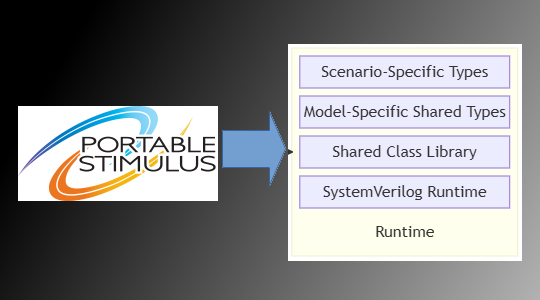 PORTABLE
STIMULUS
Scenario-Specific Types
Model-Specific Shared Types
Shared Class Library
SystemVerilog Runtime
Runtime